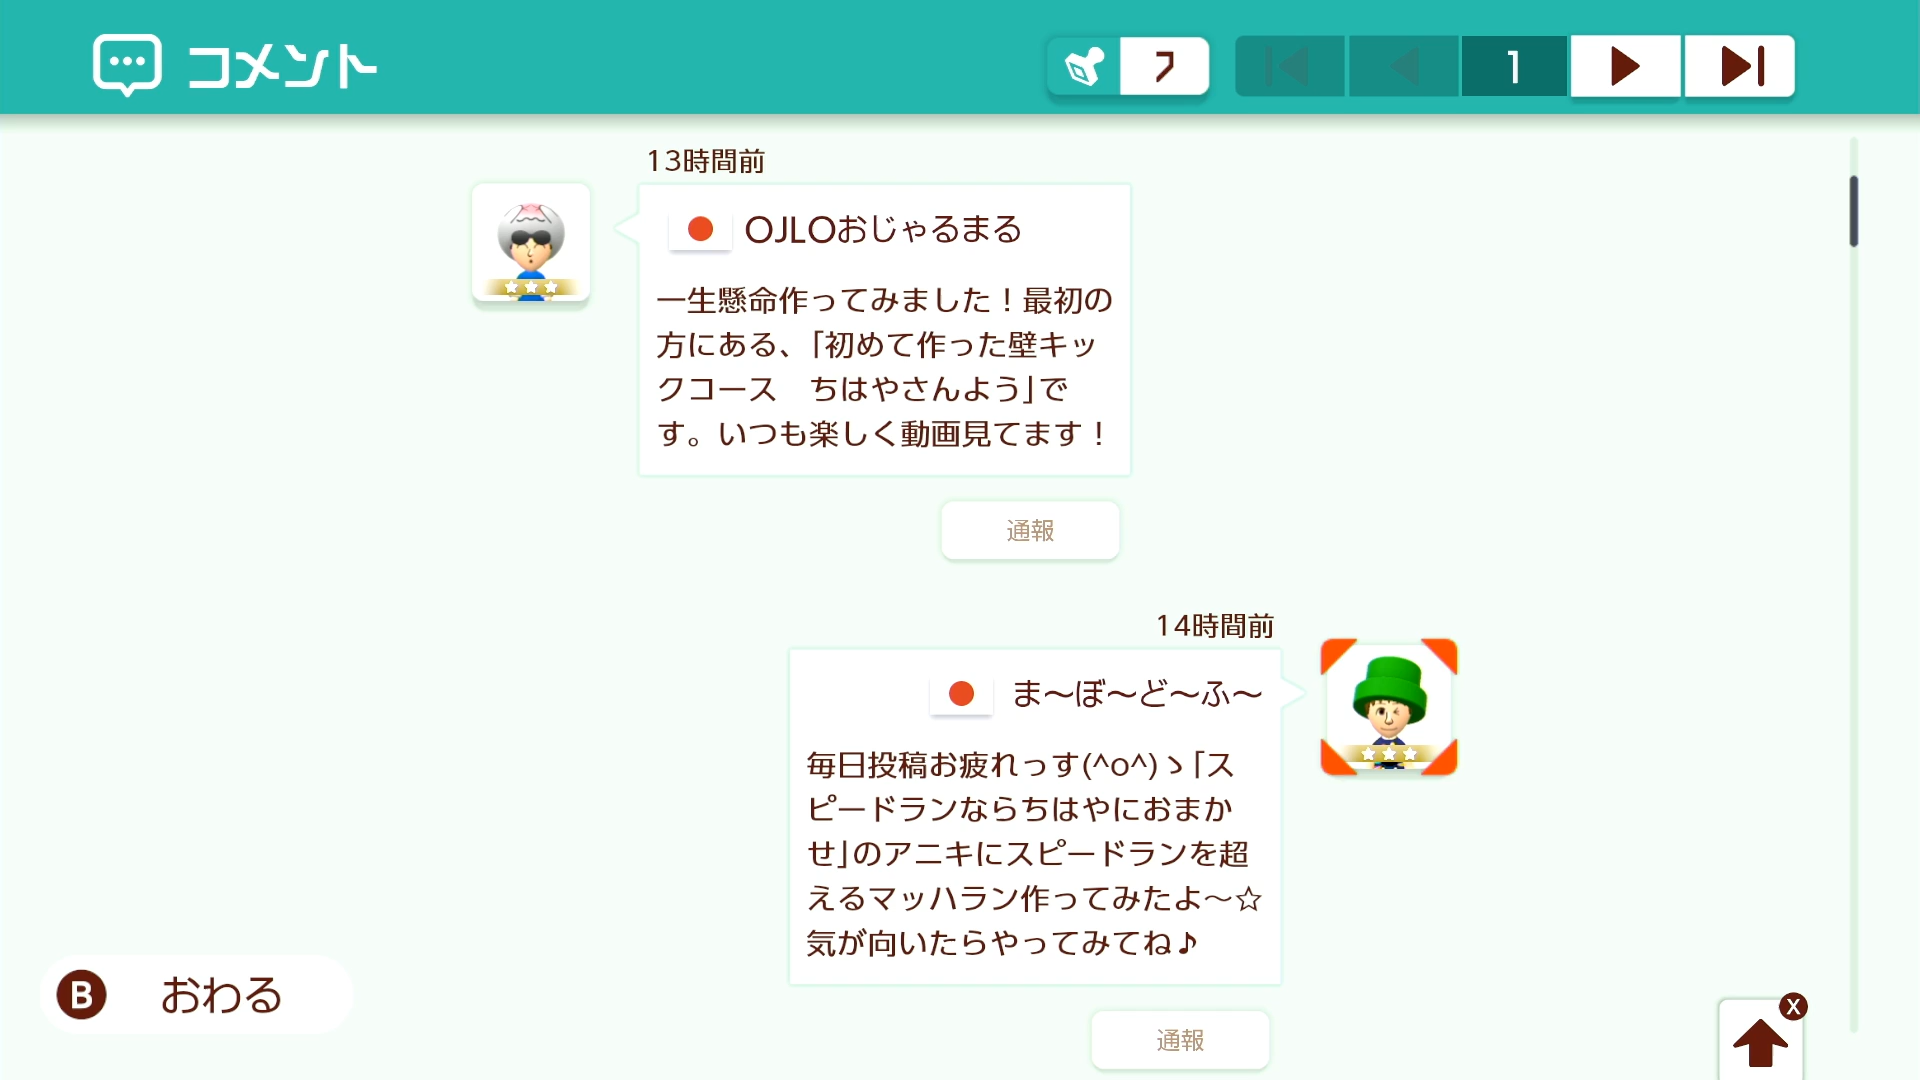 コメント
7
1
13時間前
OJLOおじゃるまる
一生懸命作ってみました！最初の
方にある、「初めて作った壁キッ
クコース　ちはやさんよう」で
す。いつも楽しく動画見てます！
通報
14時間前
ま～ぼ～ど～ふ～
毎日投稿お疲れっす(^o^)ゝ「ス
ピードランならちはやにおまか
せ」のアニキにスピードランを超
えるマッハラン作ってみたよ～☆
気が向いたらやってみてね♪
通報
B おわる
X